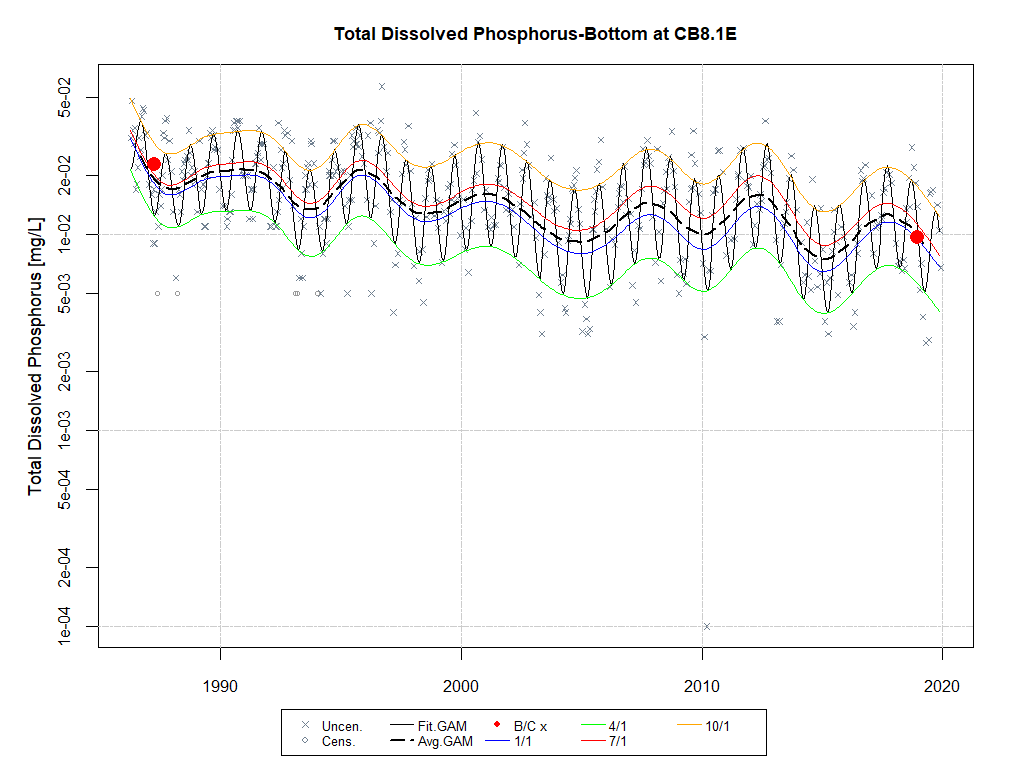 Total Dissolved Phosphorus-Bottom at CB8.1E
Total Dissolved Phosphorus [mg/L]
5e-02
2e-02
1e-02
5e-03
2e-03
1e-03
5e-04
2e-04
1e-04
1990 2000 2010 2020
Uncen. Fit.GAM B/C x 4/1 10/1
Cens. Avg.GAM 1/1 7/1